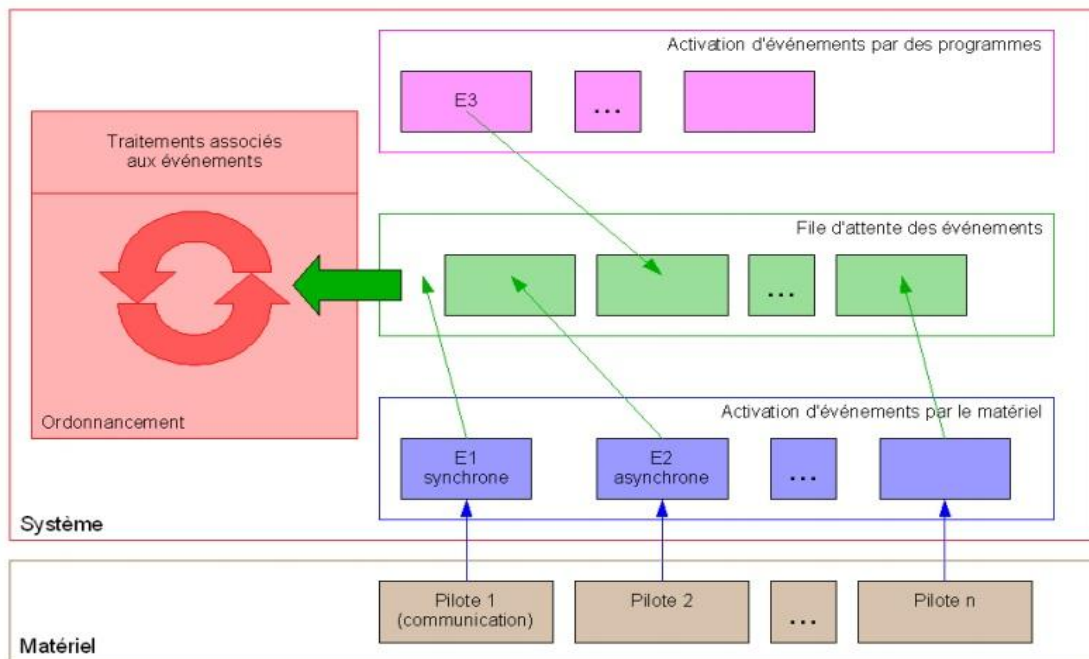 Activation d'événements par des programmes
E3
...
Traitements associés
aux événements
File d'attente des événements
...
Ordonnancement
Activation d'événements par le matériel
E1
synchrone
E2
asynchrone
...
Système
Pilote 1
(communication)
Pilote 2
...
Pilote n
Matériel